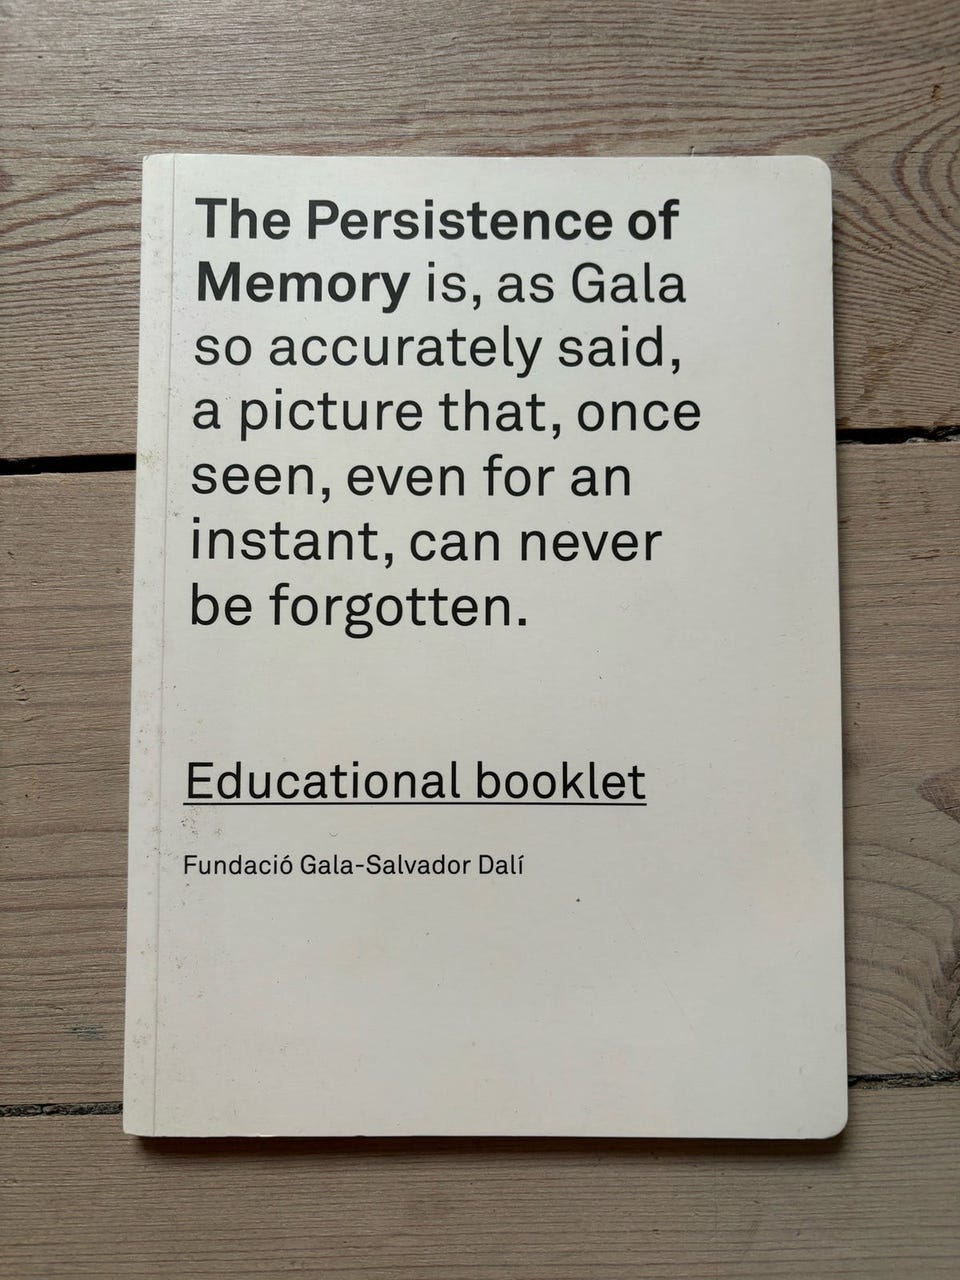 The Persistence of
Memory is, as Gala
so accurately said,
a picture that, once
seen, even for an
instant, can never
be forgotten.
Educational booklet
Fundació Gala-Salvador Dalí